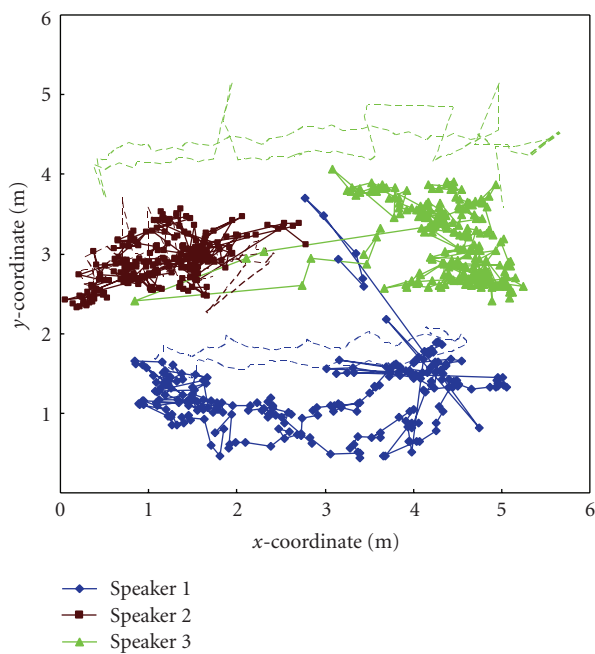 6
5
4
3
2
1
0 1 2 3 4 5 6
y-coordinate (m)
x-coordinate (m)
Speaker 1
Speaker 2
Speaker 3